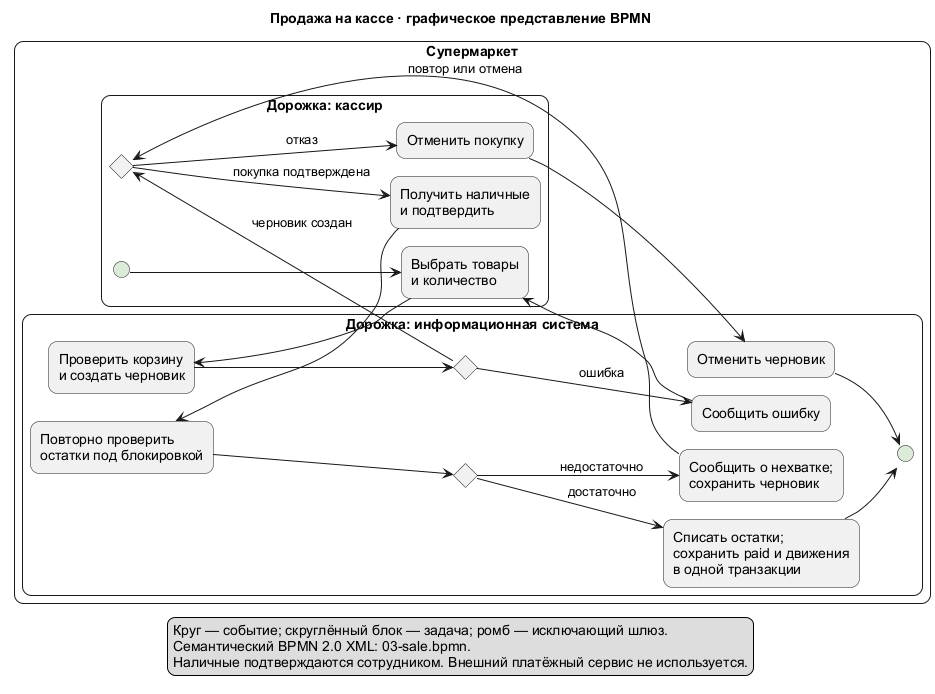 Продажа на кассе · графическое представление BPMN
Супермаркет
повтор или отмена
Дорожка: кассир
отказ
Отменить покупку
покупка подтверждена
Получить наличные
и подтвердить
черновик создан
Выбрать товары
и количество
Дорожка: информационная система
Проверить корзину
и создать черновик
Отменить черновик
ошибка
Сообщить ошибку
Повторно проверить
остатки под блокировкой
недостаточно
Сообщить о нехватке;
сохранить черновик
достаточно
Списать остатки;
сохранить paid и движения
в одной транзакции
Круг — событие; скруглённый блок — задача; ромб — исключающий шлюз.
Семантический BPMN 2.0 XML: 03-sale.bpmn.
Наличные подтверждаются сотрудником. Внешний платёжный сервис не используется.